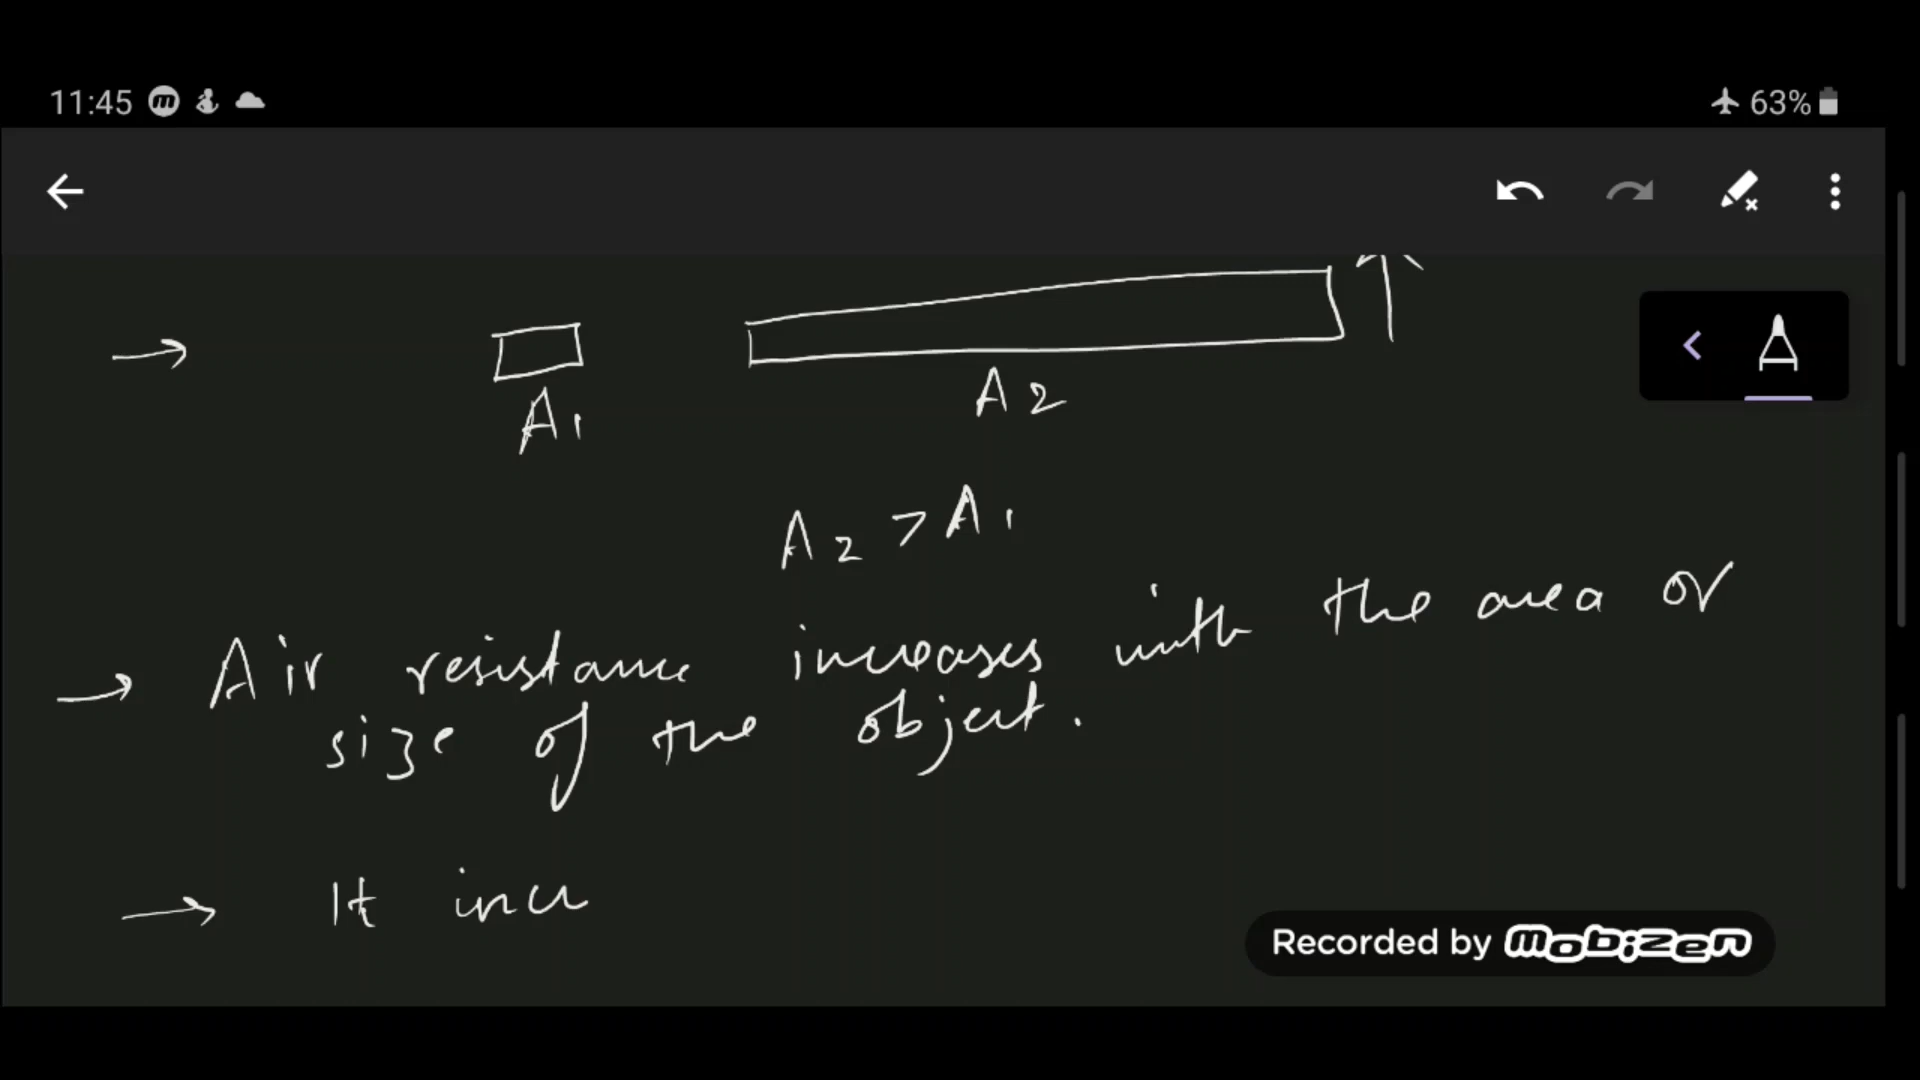 11:45 63%
→
A1 A2
A2 > A1
→ Air resistance increases with the area or
size of the object.
→ It incr
Recorded by mobizen